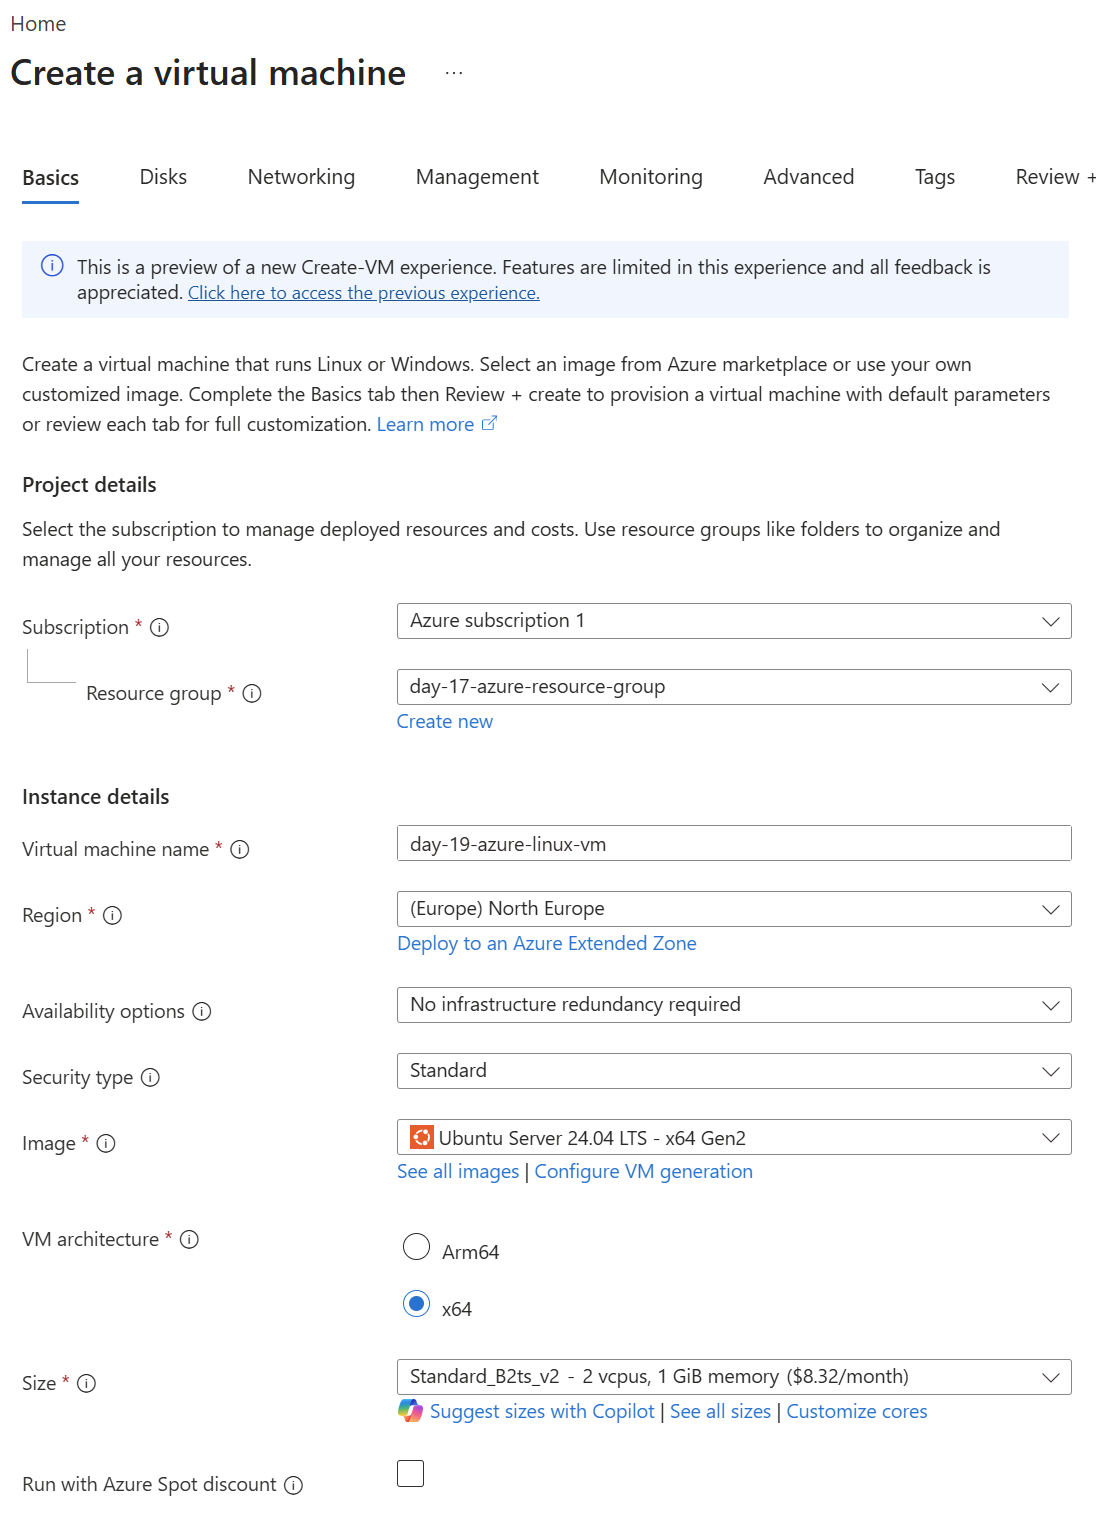 Home
Create a virtual machine ...
Basics Disks Networking Management Monitoring Advanced Tags Review +
This is a preview of a new Create-VM experience. Features are limited in this experience and all feedback is
appreciated. Click here to access the previous experience.
Create a virtual machine that runs Linux or Windows. Select an image from Azure marketplace or use your own
customized image. Complete the Basics tab then Review + create to provision a virtual machine with default parameters
or review each tab for full customization. Learn more
Project details
Select the subscription to manage deployed resources and costs. Use resource groups like folders to organize and
manage all your resources.
Subscription * Azure subscription 1
Resource group * day-17-azure-resource-group
Create new
Instance details
Virtual machine name * day-19-azure-linux-vm
Region * (Europe) North Europe
Deploy to an Azure Extended Zone
Availability options No infrastructure redundancy required
Security type Standard
Image * Ubuntu Server 24.04 LTS - x64 Gen2
See all images | Configure VM generation
VM architecture * Arm64
x64
Size * Standard_B2ts_v2 - 2 vcpus, 1 GiB memory ($8.32/month)
Suggest sizes with Copilot | See all sizes | Customize cores
Run with Azure Spot discount